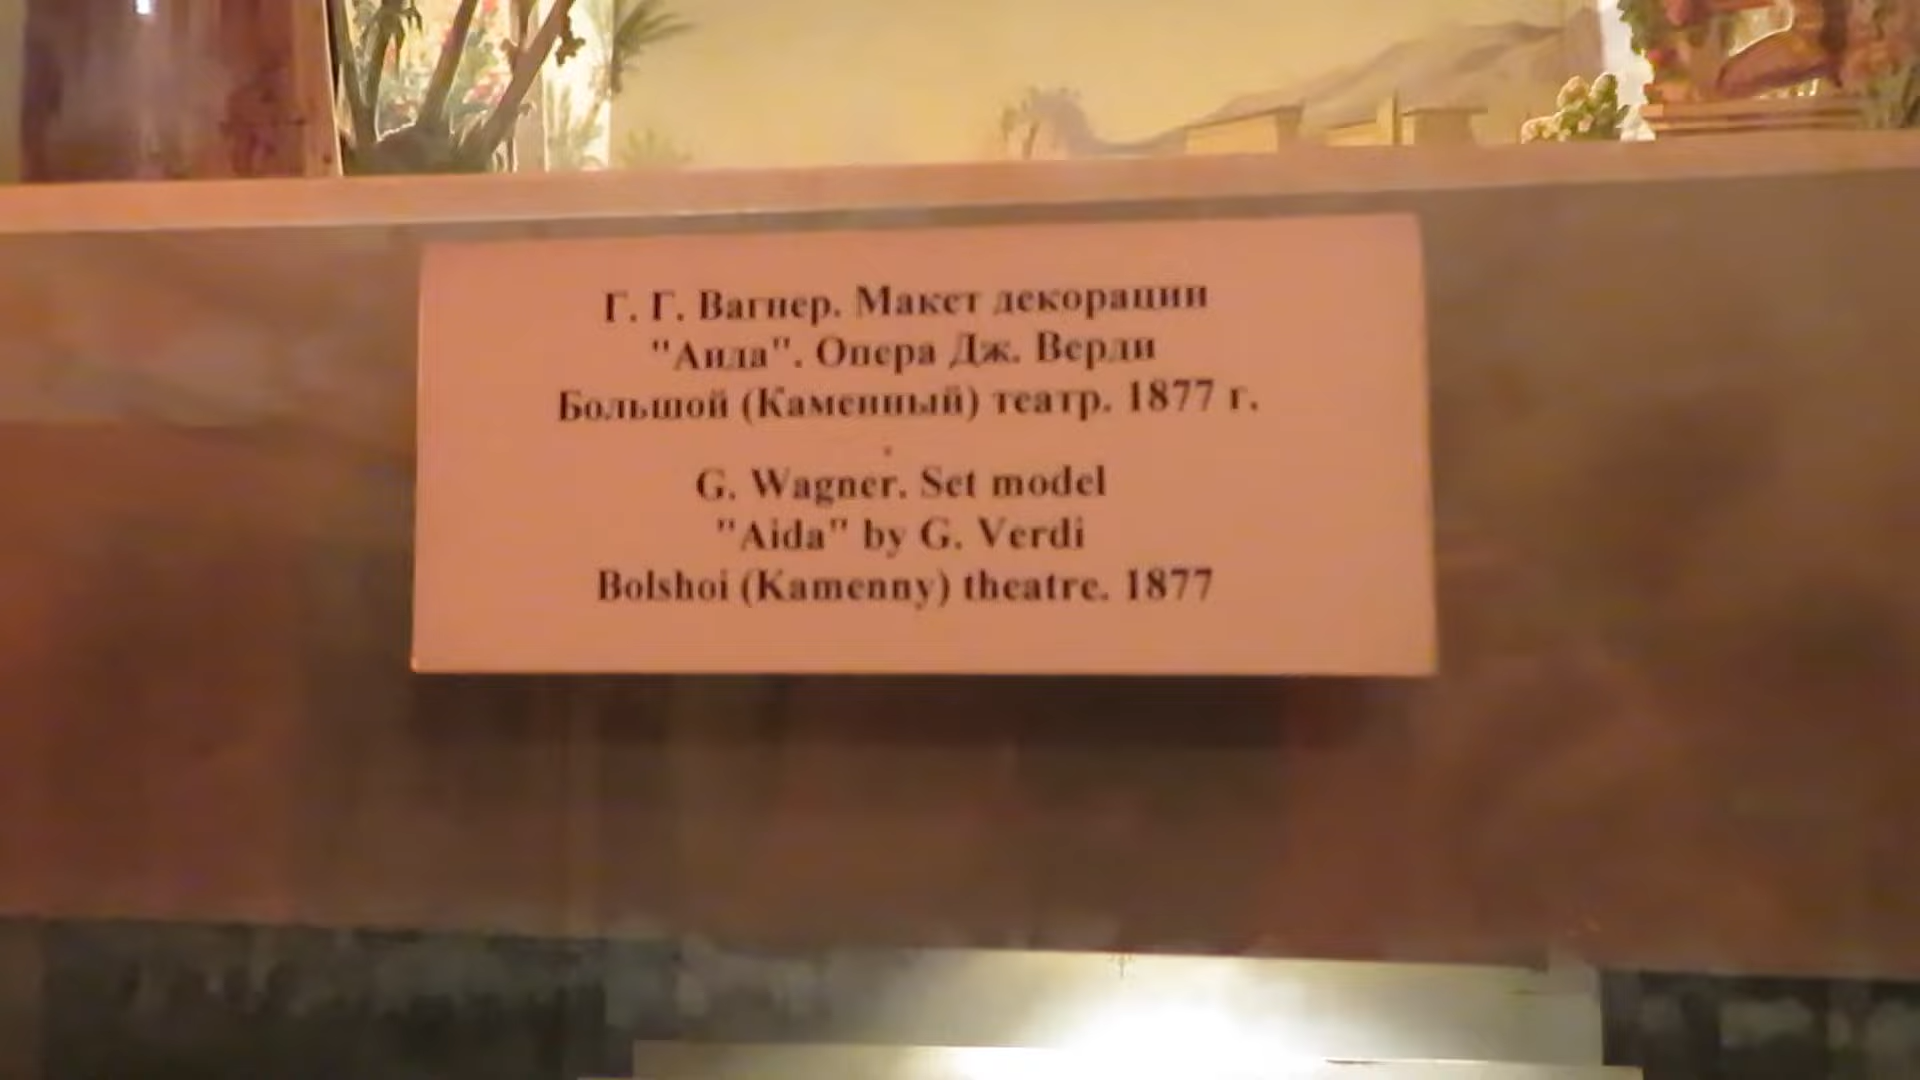 Г. Г. Вагнер. Макет декорации
"Аида". Опера Дж. Верди
Большой (Каменный) театр. 1877 г.
G. Wagner. Set model
"Aida" by G. Verdi
Bolshoi (Kamenny) theatre. 1877